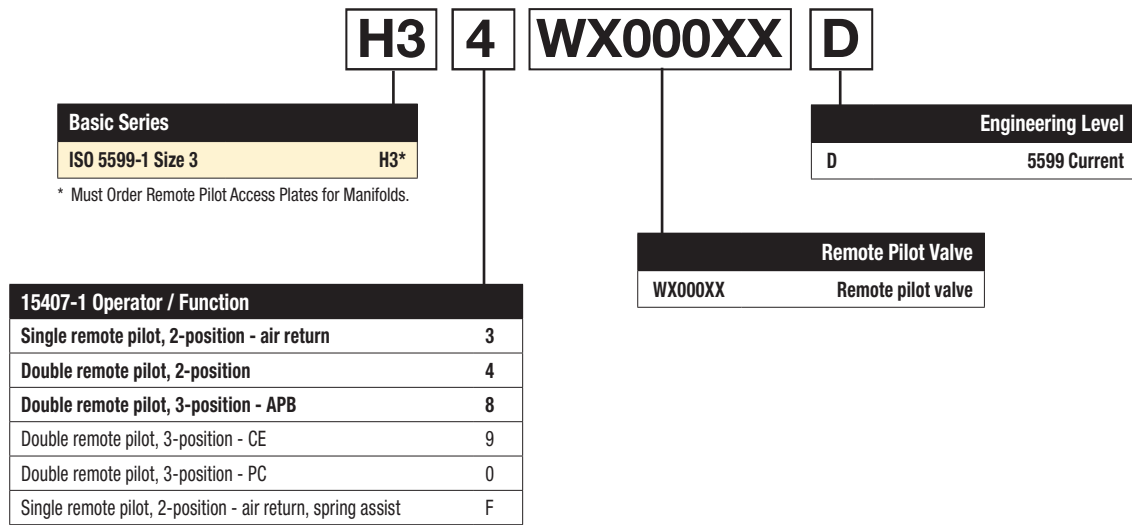 H3 4 WX000XX D
Basic Series
ISO 5599-1 Size 3 H3*
* Must Order Remote Pilot Access Plates for Manifolds.
Engineering Level
D 5599 Current
Remote Pilot Valve
WX000XX Remote pilot valve
15407-1 Operator / Function
Single remote pilot, 2-position - air return 3
Double remote pilot, 2-position 4
Double remote pilot, 3-position - APB 8
Double remote pilot, 3-position - CE 9
Double remote pilot, 3-position - PC 0
Single remote pilot, 2-position - air return, spring assist F